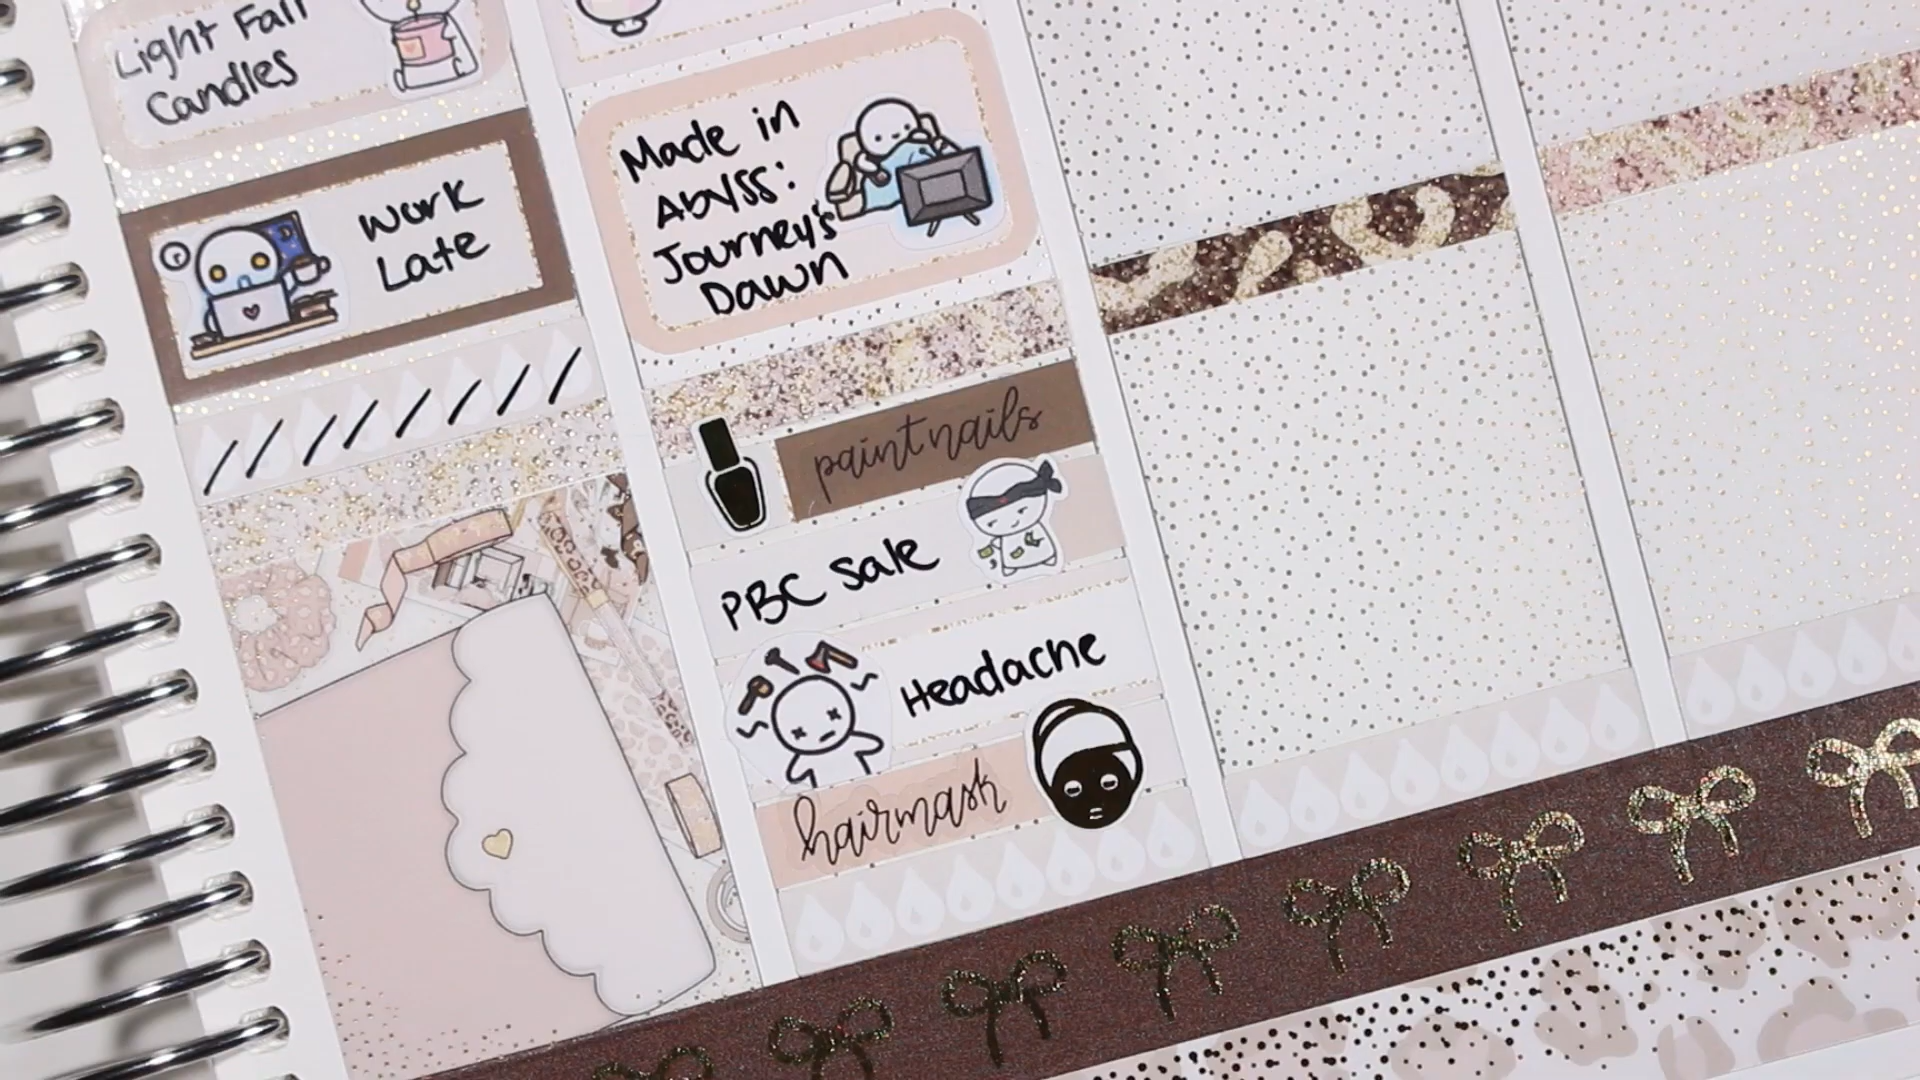 Light Fall
Candles
Work
Late
Made in
Abyss:
Journey's
Dawn
paint nails
PBC Sale
Headache
hairmask